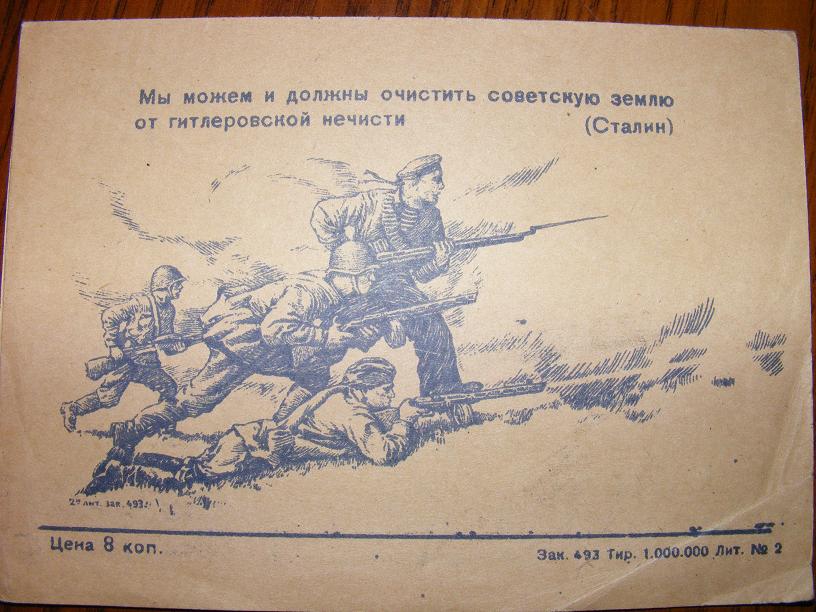 Мы можем и должны очистить советскую землю
от гитлеровской нечисти (Сталин)
2я лит. зак. 493.
Цена 8 коп.
Зак. 493 Тир. 1.000.000 Лит. № 2